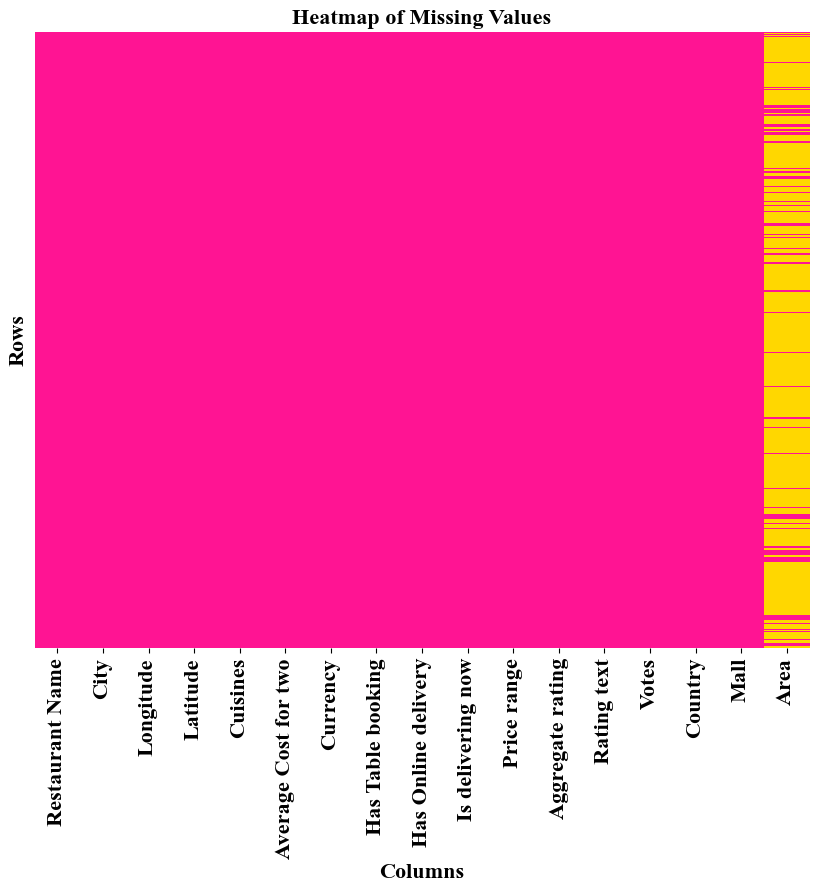 Heatmap of Missing Values
Rows
Restaurant Name
City
Longitude
Latitude
Cuisines
Average Cost for two
Currency
Has Table booking
Has Online delivery
Is delivering now
Price range
Aggregate rating
Rating text
Votes
Country
Mall
Area
Columns